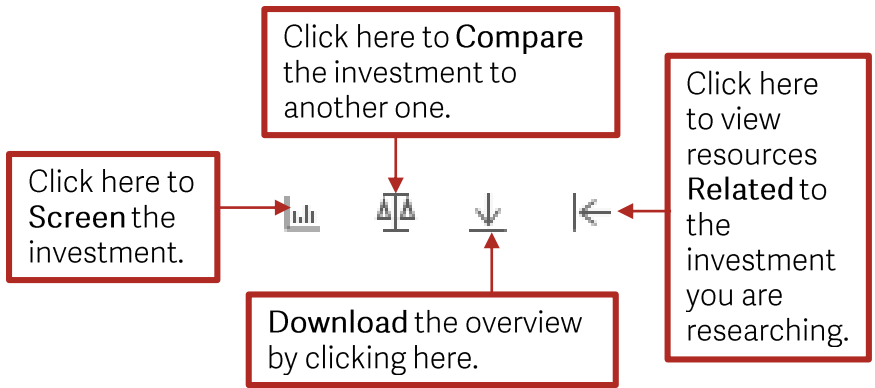 Click here to Compare
the investment to
another one.
Click here to
Screen the
investment.
Click here
to view
resources
Related to
the
investment
you are
researching.
Download the overview
by clicking here.